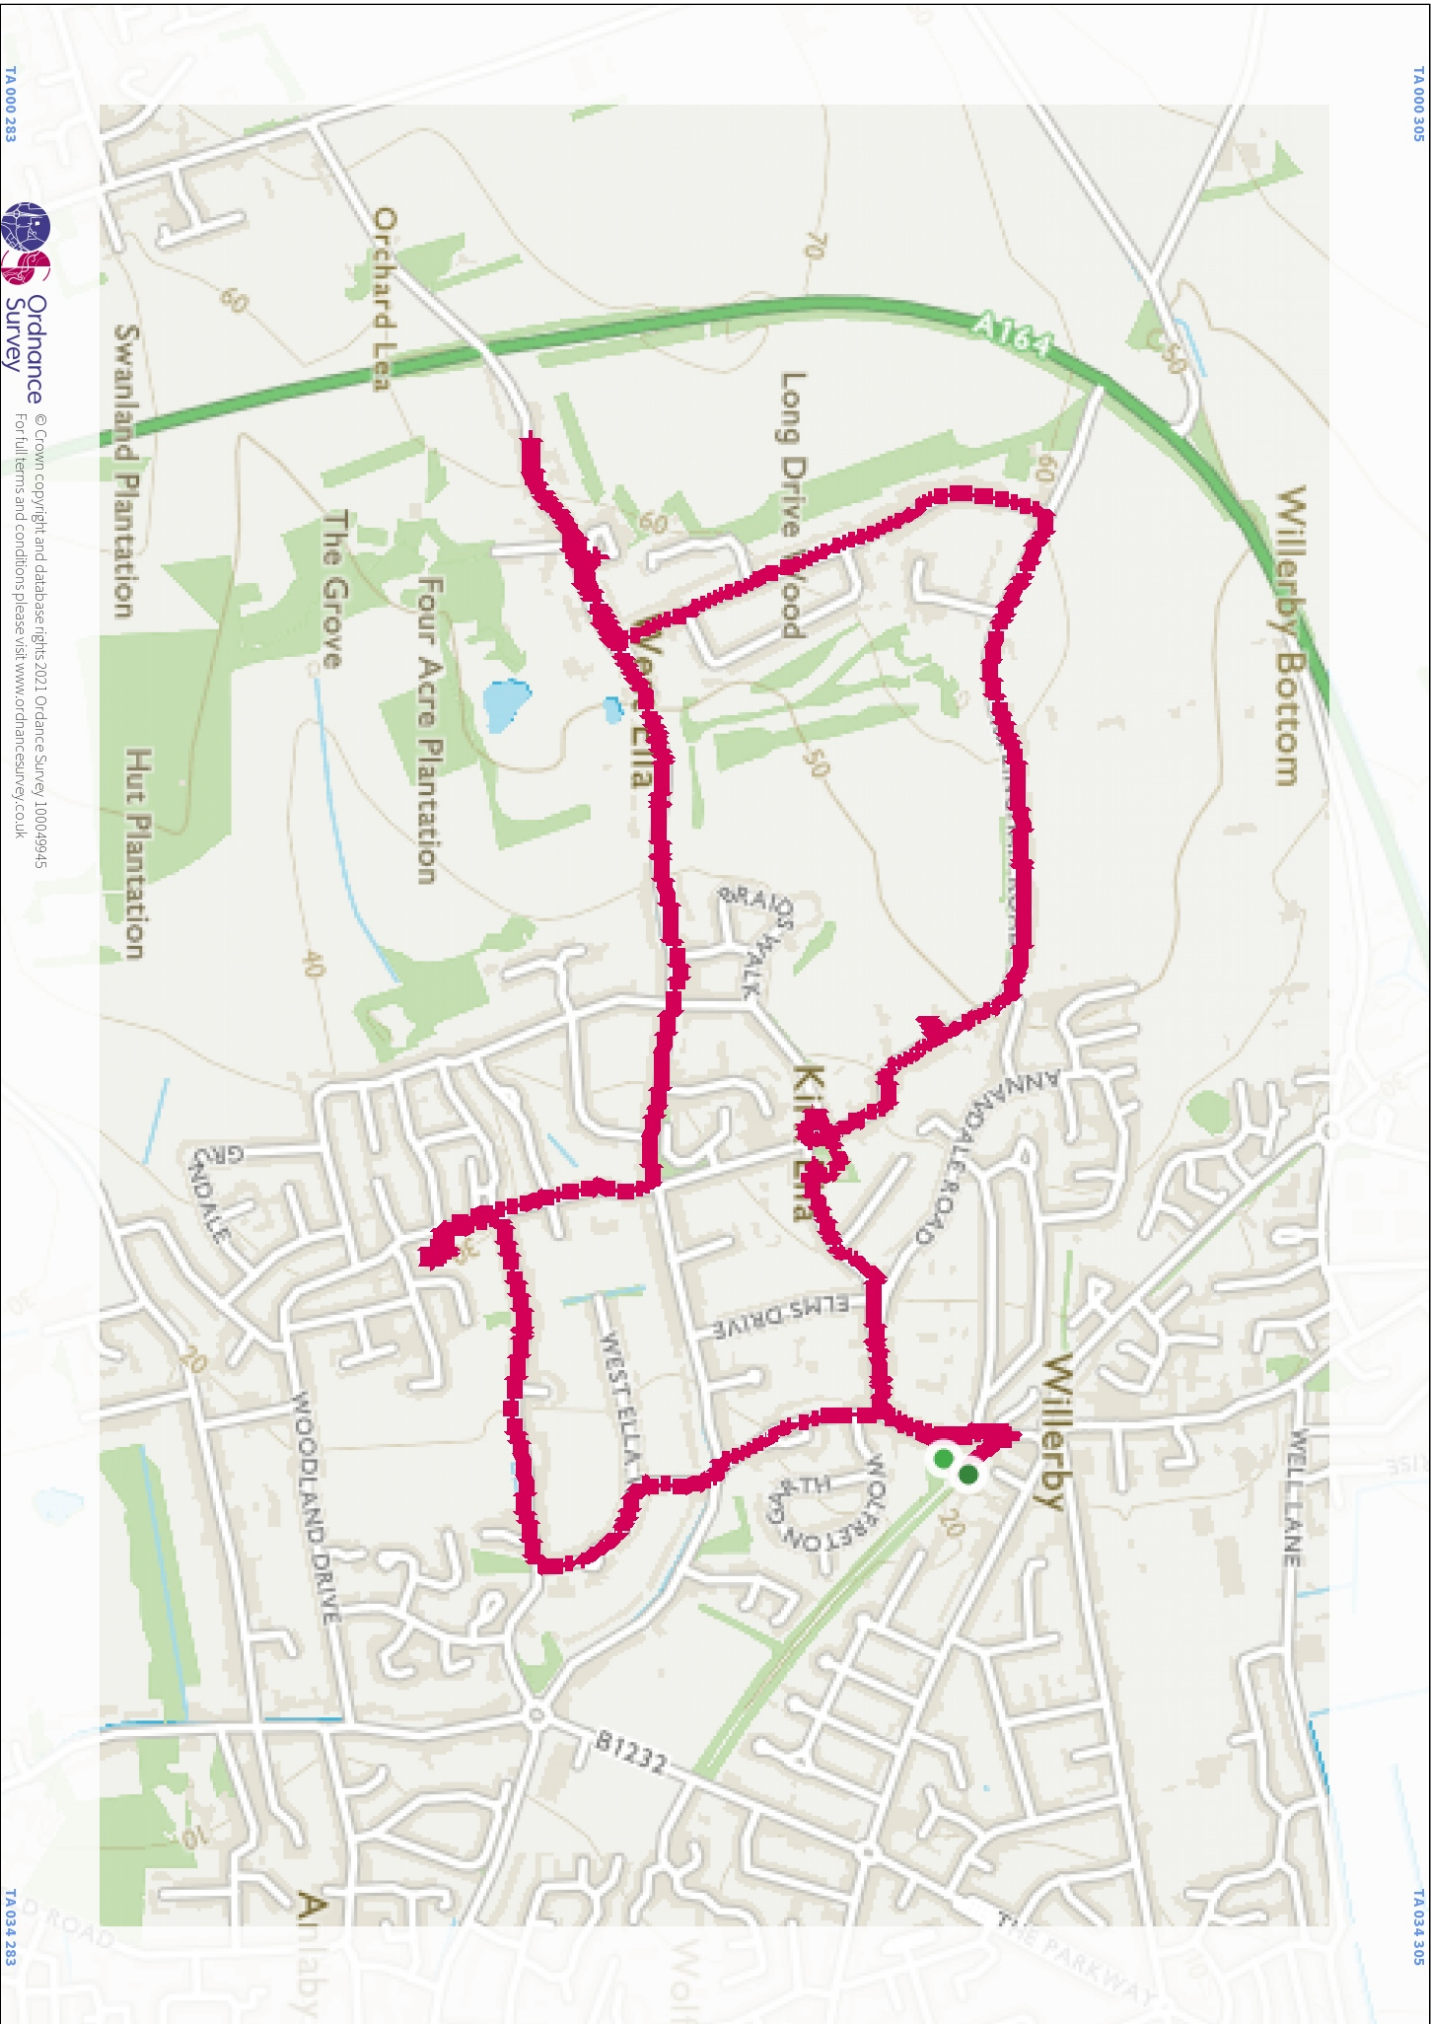 TA 000 305
TA 034 305
Willerby Bottom
WELL LANE
A164
60
50
Willerby
ANNANDALE ROAD
20
THE PARKWAY
70
Long Drive Wood
50
BRAIDS WALK
ELMS DRIVE
WOLFRETON
60
WEST ELLA
B1232
Orchard Lea
Four Acre Plantation
The Grove
40
WOODLAND DRIVE
60
20
10
Swanland Plantation
Hut Plantation
Ordnance
Survey
© Crown copyright and database rights 2021 Ordance Survey 100049945
For full terms and conditions please visit www.ordnancesurvey.co.uk
TA 000 283
TA 034 283